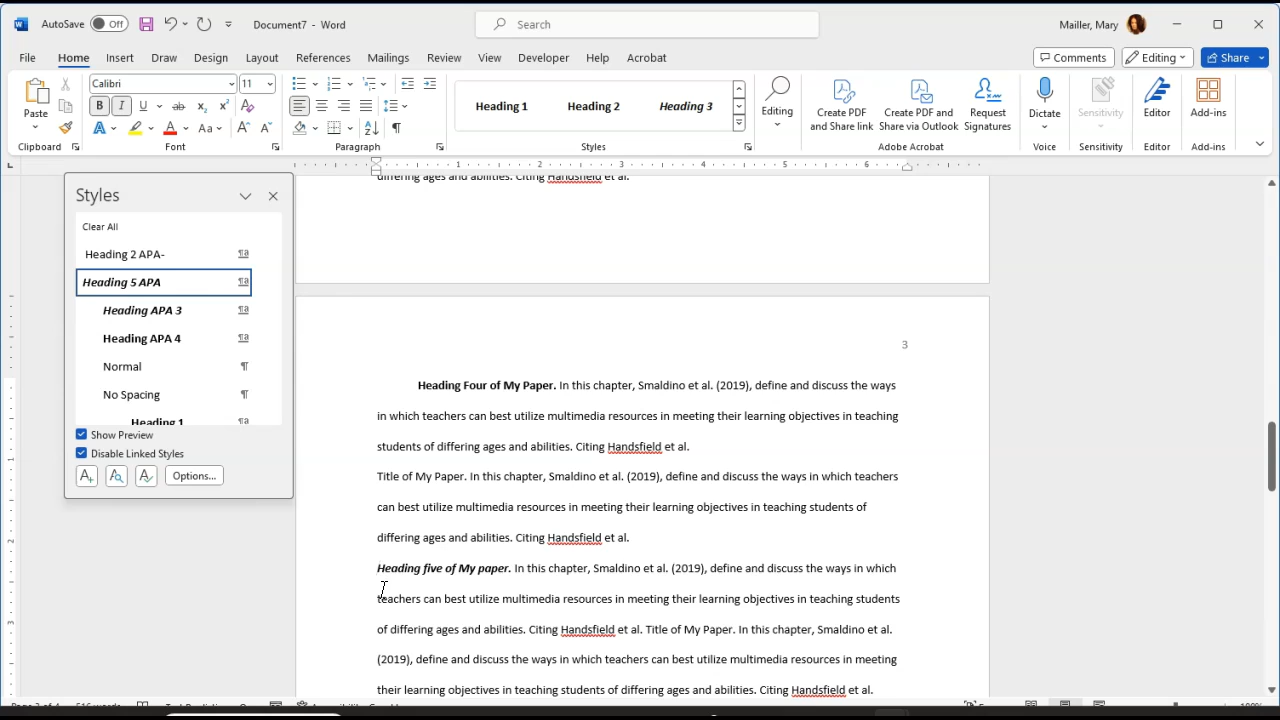 AutoSave Off Document7 - Word Search Mailler, Mary
File Home Insert Draw Design Layout References Mailings Review View Developer Help Acrobat Comments Editing Share
Calibri 11
Heading 1 Heading 2 Heading 3
Paste
B I U ab x₂ x² A
A A Aa A A
Editing
Create PDF and Share link
Create PDF and Share via Outlook
Request Signatures
Dictate
Sensitivity
Editor
Add-ins
Clipboard Font Paragraph Styles Adobe Acrobat Voice Sensitivity Editor Add-ins
1 2 3 4 5 6
differing ages and abilities. Citing Handsfield et al.
Styles
Clear All
Heading 2 APA-
Heading 5 APA
Heading APA 3
Heading APA 4
Normal
No Spacing
Heading 1
Show Preview
Disable Linked Styles
Options...
3
Heading Four of My Paper. In this chapter, Smaldino et al. (2019), define and discuss the ways
in which teachers can best utilize multimedia resources in meeting their learning objectives in teaching
students of differing ages and abilities. Citing Handsfield et al.
Title of My Paper. In this chapter, Smaldino et al. (2019), define and discuss the ways in which teachers
can best utilize multimedia resources in meeting their learning objectives in teaching students of
differing ages and abilities. Citing Handsfield et al.
Heading five of My paper. In this chapter, Smaldino et al. (2019), define and discuss the ways in which
teachers can best utilize multimedia resources in meeting their learning objectives in teaching students
of differing ages and abilities. Citing Handsfield et al. Title of My Paper. In this chapter, Smaldino et al.
(2019), define and discuss the ways in which teachers can best utilize multimedia resources in meeting
their learning objectives in teaching students of differing ages and abilities. Citing Handsfield et al.